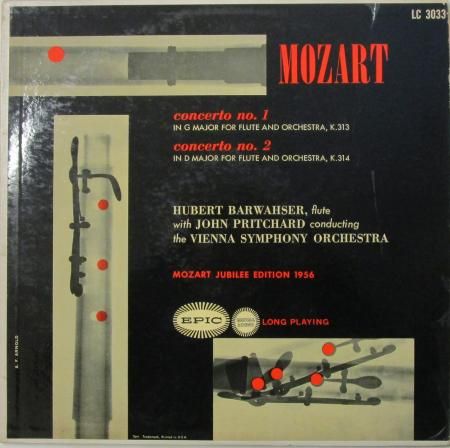 LC 3033
MOZART
concerto no. 1
IN G MAJOR FOR FLUTE AND ORCHESTRA, K.313
concerto no. 2
IN D MAJOR FOR FLUTE AND ORCHESTRA, K.314
HUBERT BARWAHSER, flute
with JOHN PRITCHARD conducting
the VIENNA SYMPHONY ORCHESTRA
MOZART JUBILEE EDITION 1956
EPIC
LONG PLAYING
Printed in U.S.A.